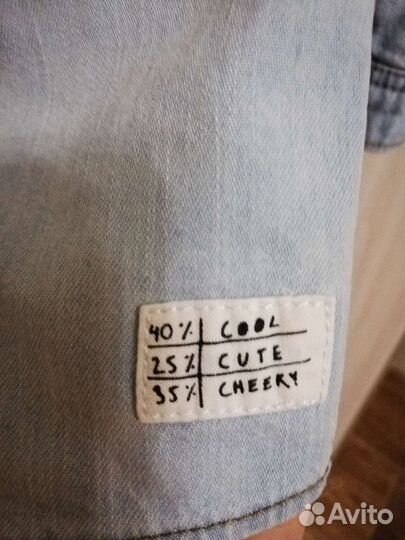 40% COOL
25% CUTE
35% CHEERY
Avito